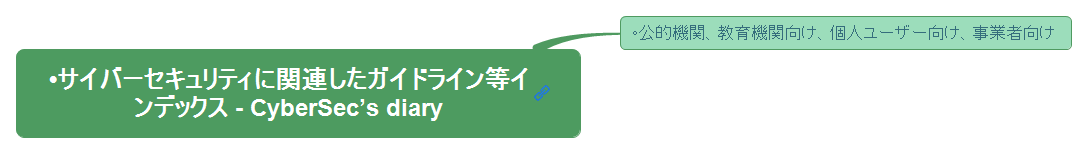 ◦公的機関、教育機関向け、個人ユーザー向け、事業者向け
•サイバーセキュリティに関連したガイドライン等イ
ンデックス - CyberSec’s diary